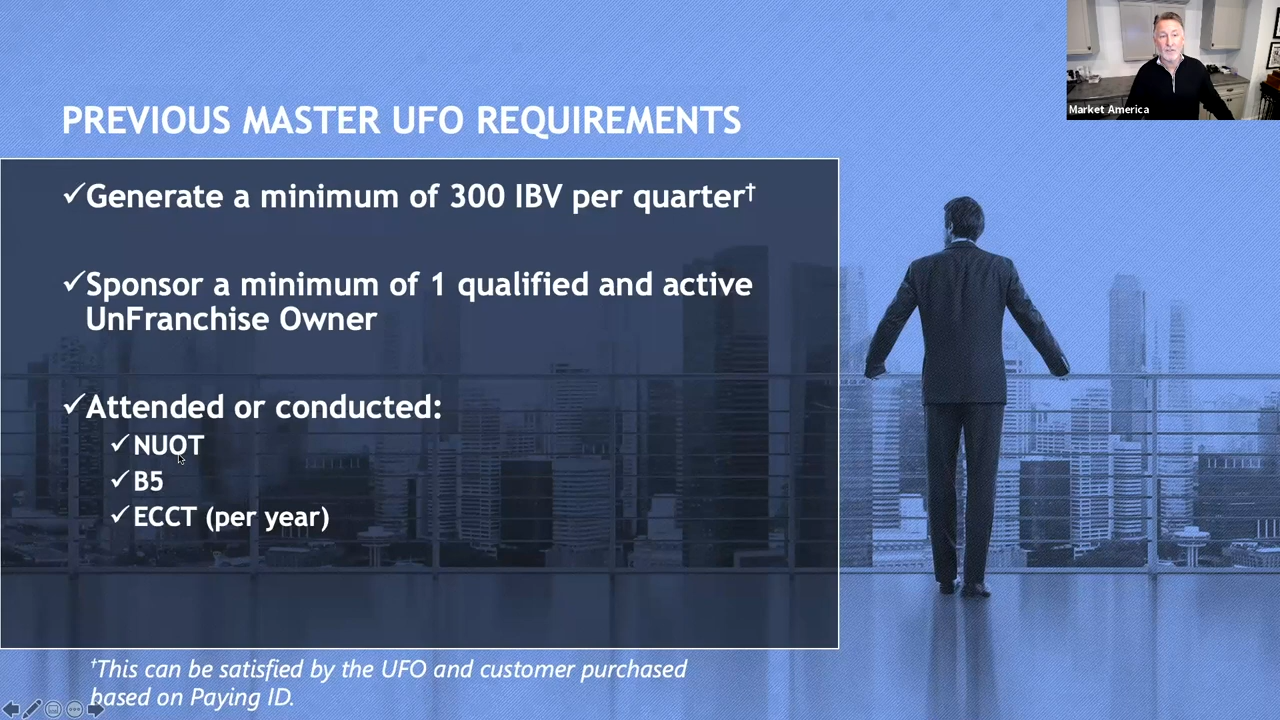 Market America
PREVIOUS MASTER UFO REQUIREMENTS
✓Generate a minimum of 300 IBV per quarter†
✓Sponsor a minimum of 1 qualified and active
UnFranchise Owner
✓Attended or conducted:
✓NUOT
✓B5
✓ECCT (per year)
†This can be satisfied by the UFO and customer purchased
based on Paying ID.